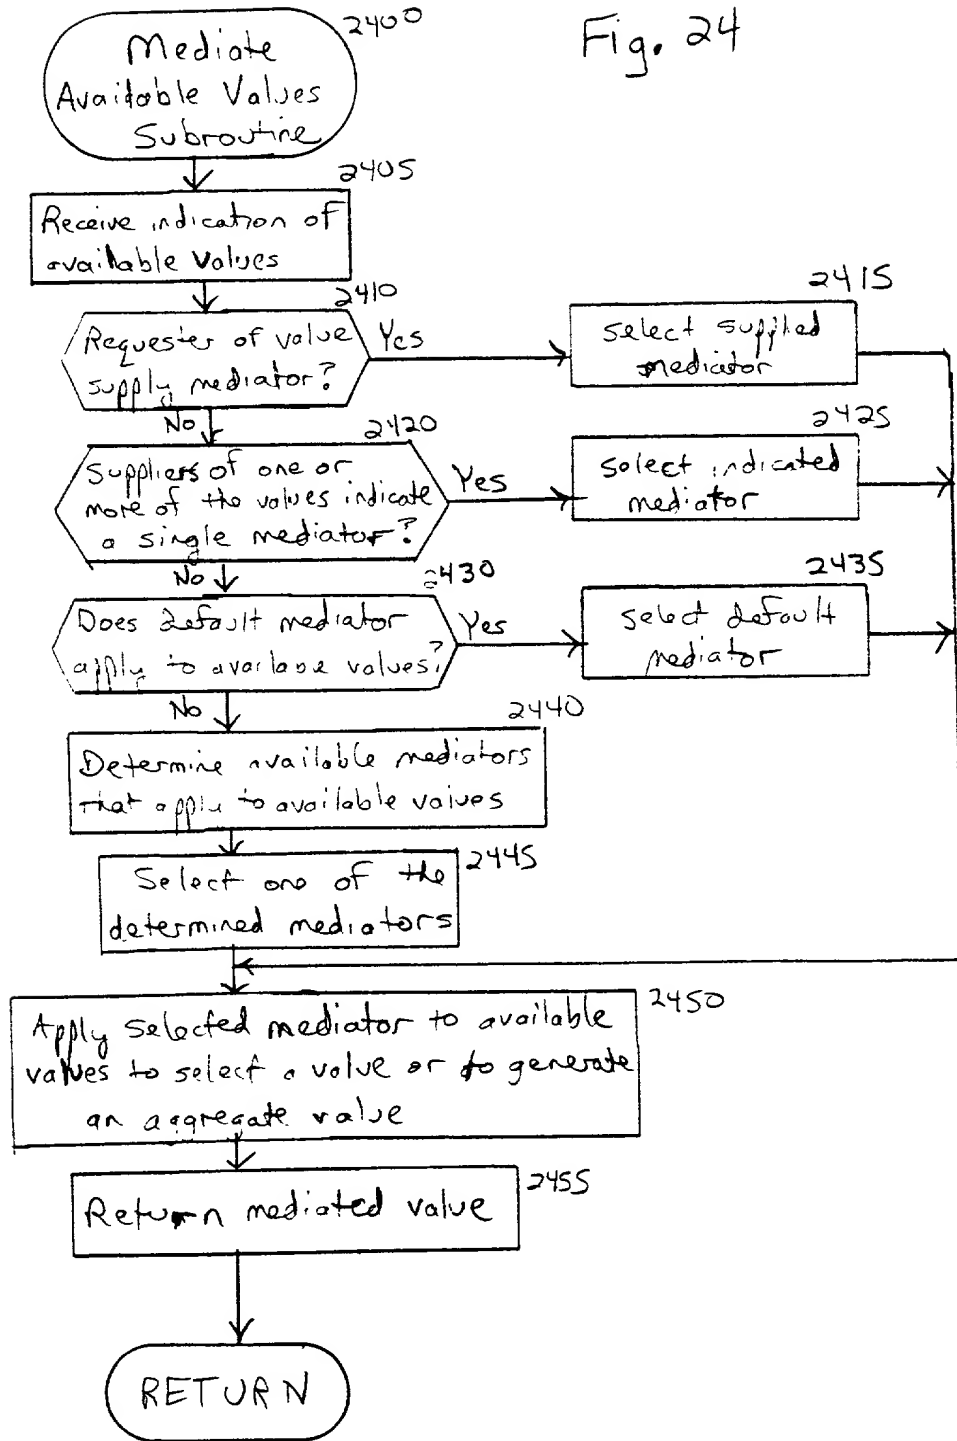 2400
Fig. 24
Mediate
Available Values
Subroutine
2405
Receive indication of
available values
2410
Requester of value
supply mediator?
Yes
2415
select supplied
mediator
No
2420
Suppliers of one or
more of the values indicate
a single mediator?
Yes
2425
select indicated
mediator
No
2430
Does default mediator
apply to availabe values?
Yes
2435
select default
mediator
No
2440
Determine available mediators
that apply to available values
2445
Select one of the
determined mediators
2450
Apply selected mediator to available
values to select a value or to generate
an aggregate value
2455
Return mediated value
RETURN